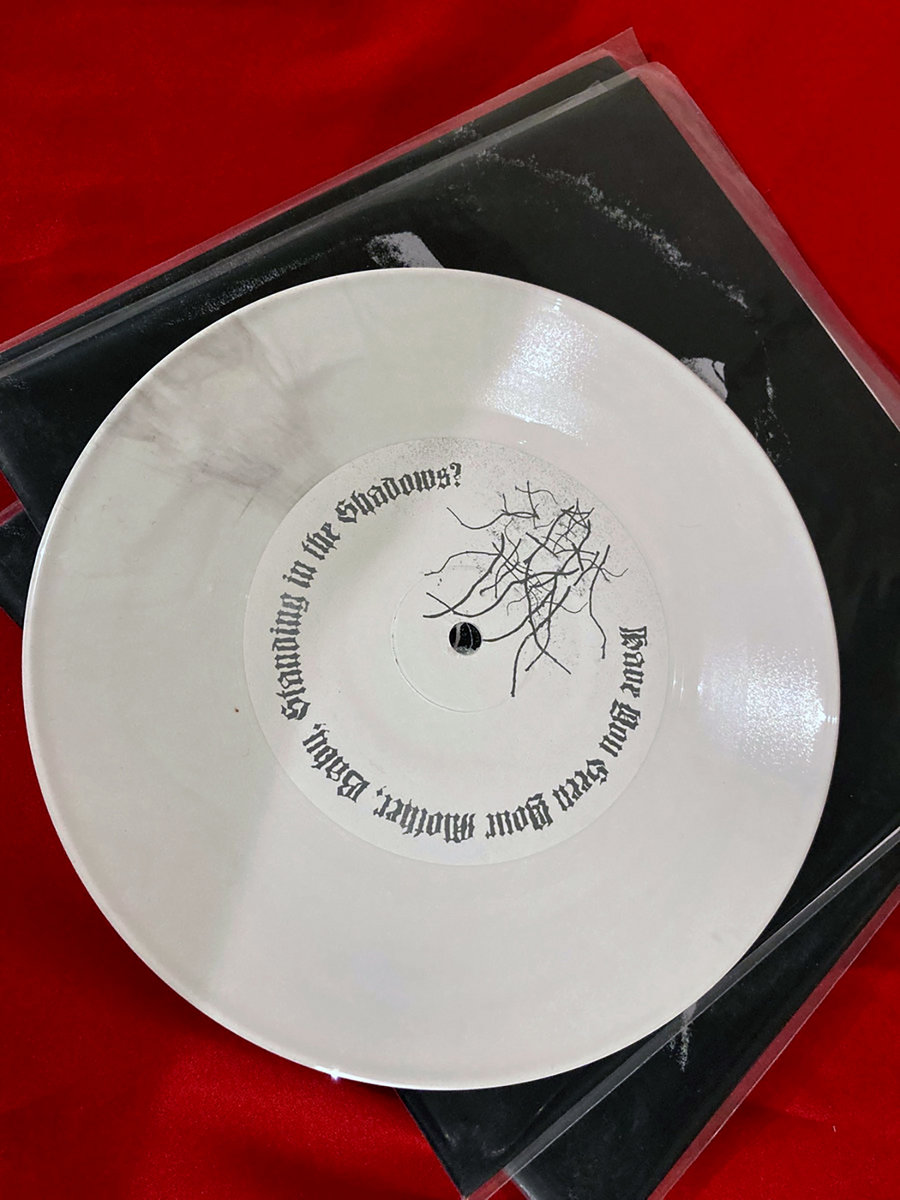 Have You Seen Your Mother, Baby, Standing in the Shadows?